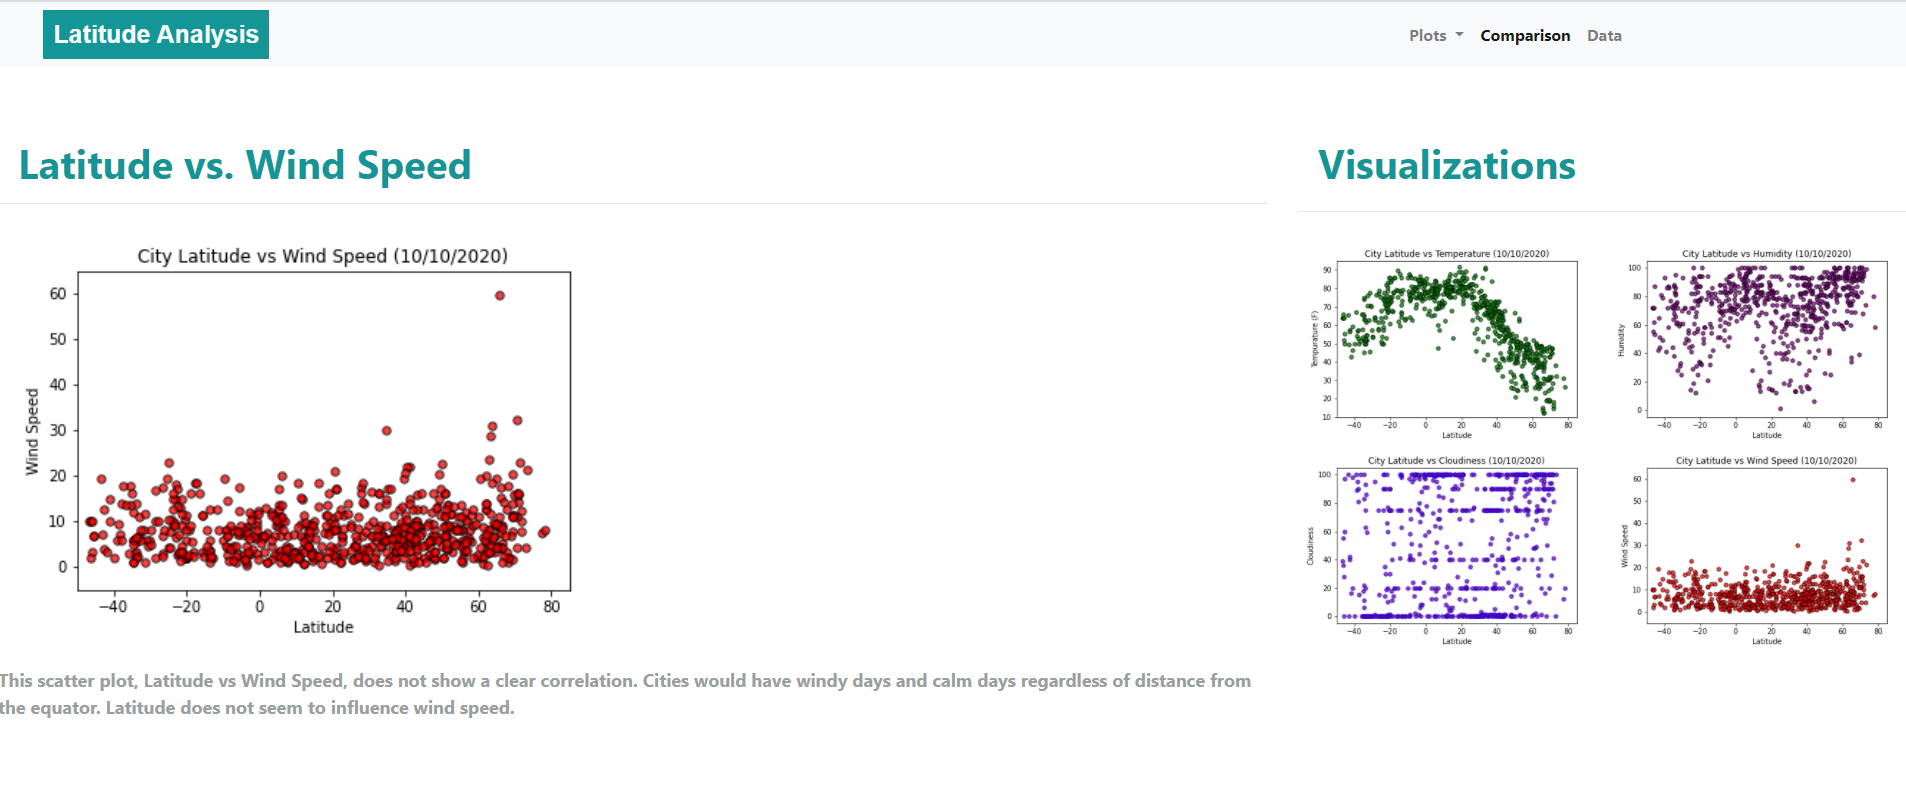 Latitude Analysis
Plots Comparison Data
Latitude vs. Wind Speed
City Latitude vs Wind Speed (10/10/2020)
60
50
40
30
20
10
0
Wind Speed
−40 −20 0 20 40 60 80
Latitude
This scatter plot, Latitude vs Wind Speed, does not show a clear correlation. Cities would have windy days and calm days regardless of distance from
the equator. Latitude does not seem to influence wind speed.
Visualizations
City Latitude vs Temperature (10/10/2020)
90
80
70
60
50
40
30
20
10
Tempurature (F)
−40 −20 0 20 40 60 80
Latitude
City Latitude vs Humidity (10/10/2020)
100
80
60
40
20
0
Humidity
−40 −20 0 20 40 60 80
Latitude
City Latitude vs Cloudiness (10/10/2020)
100
80
60
40
20
0
Cloudiness
−40 −20 0 20 40 60 80
Latitude
City Latitude vs Wind Speed (10/10/2020)
60
50
40
30
20
10
0
Wind Speed
−40 −20 0 20 40 60 80
Latitude